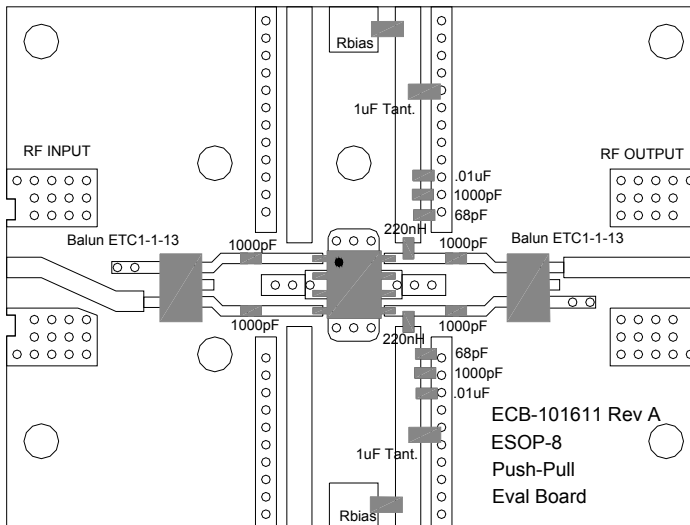 Rbias
1uF Tant.
RF INPUT
RF OUTPUT
.01uF
1000pF
68pF
220nH
Balun ETC1-1-13
1000pF
1000pF
Balun ETC1-1-13
1000pF
1000pF
220nH
68pF
1000pF
.01uF
ECB-101611 Rev A
ESOP-8
1uF Tant.
Push-Pull
Eval Board
Rbias